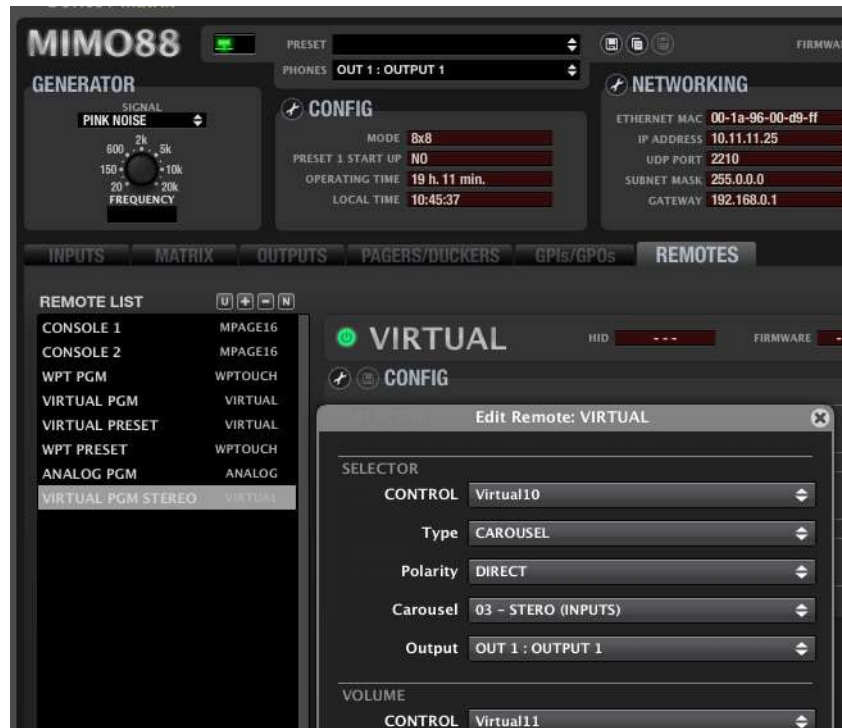 MIMO88
PRESET
FIRMWA
PHONES OUT 1 : OUTPUT 1
GENERATOR
SIGNAL
PINK NOISE
600 2k 5k
150 10k
20 20k
FREQUENCY
CONFIG
MODE 8x8
PRESET 1 START UP NO
OPERATING TIME 19 h. 11 min.
LOCAL TIME 10:45:37
NETWORKING
ETHERNET MAC 00-1a-96-00-d9-ff
IP ADDRESS 10.11.11.25
UDP PORT 2210
SUBNET MASK 255.0.0.0
GATEWAY 192.168.0.1
INPUTS MATRIX OUTPUTS PAGERS/DUCKERS GPIs/GPOs REMOTES
REMOTE LIST U + - N
CONSOLE 1 MPAGE16
CONSOLE 2 MPAGE16
WPT PGM WPTOUCH
VIRTUAL PGM VIRTUAL
VIRTUAL PRESET VIRTUAL
WPT PRESET WPTOUCH
ANALOG PGM ANALOG
VIRTUAL PGM STEREO VIRTUAL
VIRTUAL HID --- FIRMWARE -
CONFIG
Edit Remote: VIRTUAL
SELECTOR
CONTROL Virtual10
Type CAROUSEL
Polarity DIRECT
Carousel 03 - STERO (INPUTS)
Output OUT 1 : OUTPUT 1
VOLUME
CONTROL Virtual11